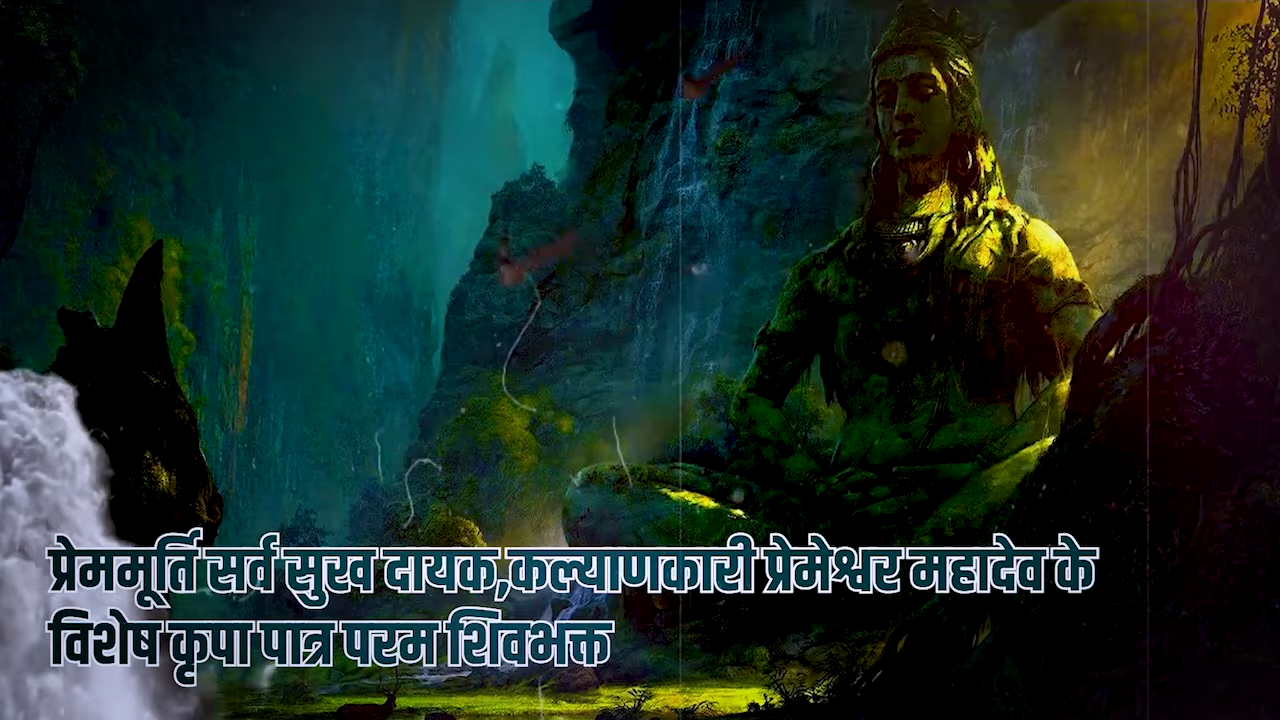 प्रेममूर्ति सर्व सुख दायक,कल्याणकारी प्रेमेश्वर महादेव के
विशेष कृपा पात्र परम शिवभक्त